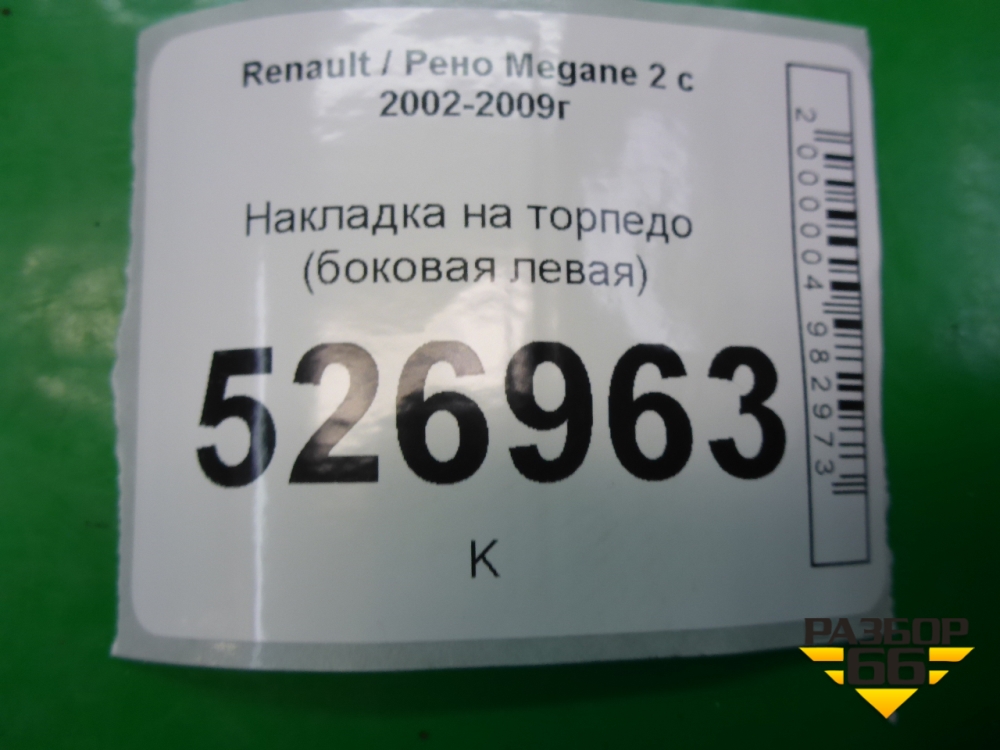 Renault / Рено Megane 2 с
2002-2009г
Накладка на торпедо
(боковая левая)
526963
К
2000004982973
РАЗБОР
66